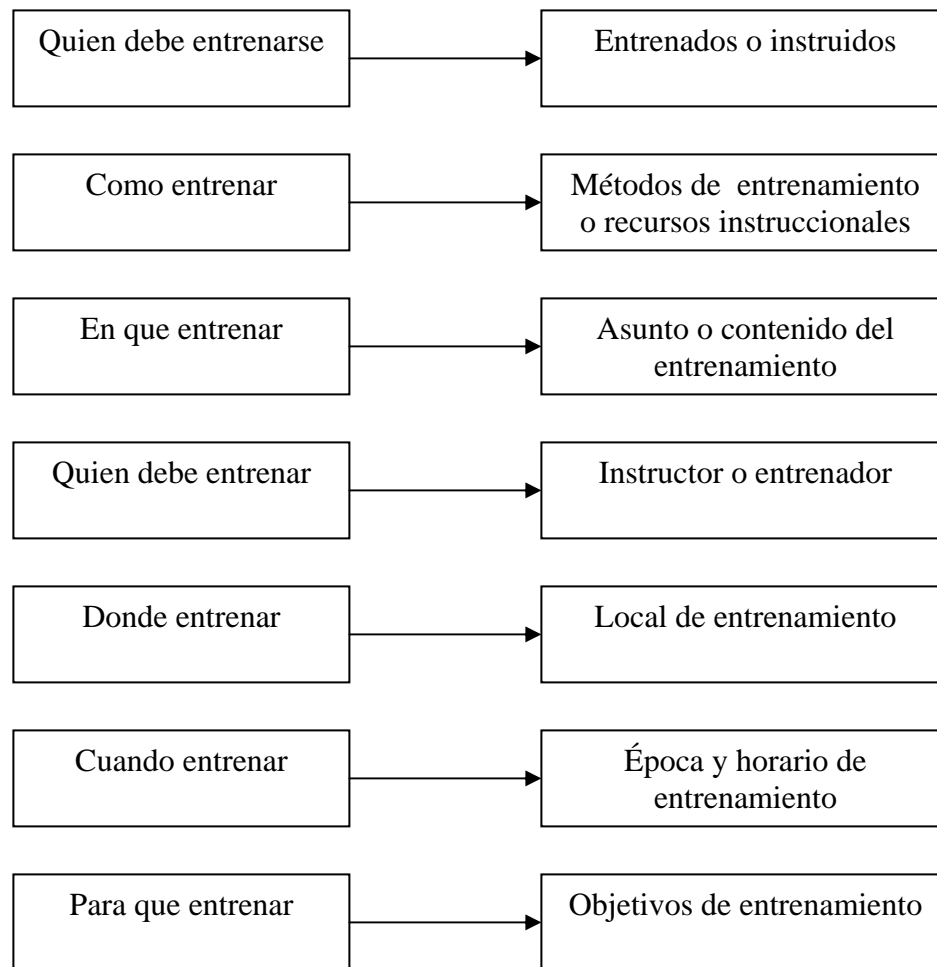 Quien debe entrenarse
Entrenados o instruidos
Como entrenar
Métodos de entrenamiento
o recursos instruccionales
En que entrenar
Asunto o contenido del
entrenamiento
Quien debe entrenar
Instructor o entrenador
Donde entrenar
Local de entrenamiento
Cuando entrenar
Época y horario de
entrenamiento
Para que entrenar
Objetivos de entrenamiento